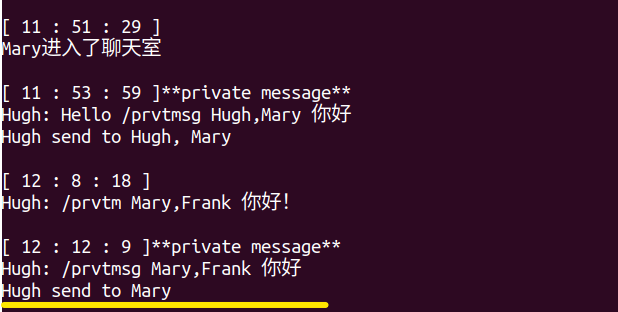 [ 11 : 51 : 29 ]
Mary进入了聊天室
[ 11 : 53 : 59 ]**private message**
Hugh: Hello /prvtmsg Hugh,Mary 你好
Hugh send to Hugh, Mary
[ 12 : 8 : 18 ]
Hugh: /prvtm Mary,Frank 你好!
[ 12 : 12 : 9 ]**private message**
Hugh: /prvtmsg Mary,Frank 你好
Hugh send to Mary